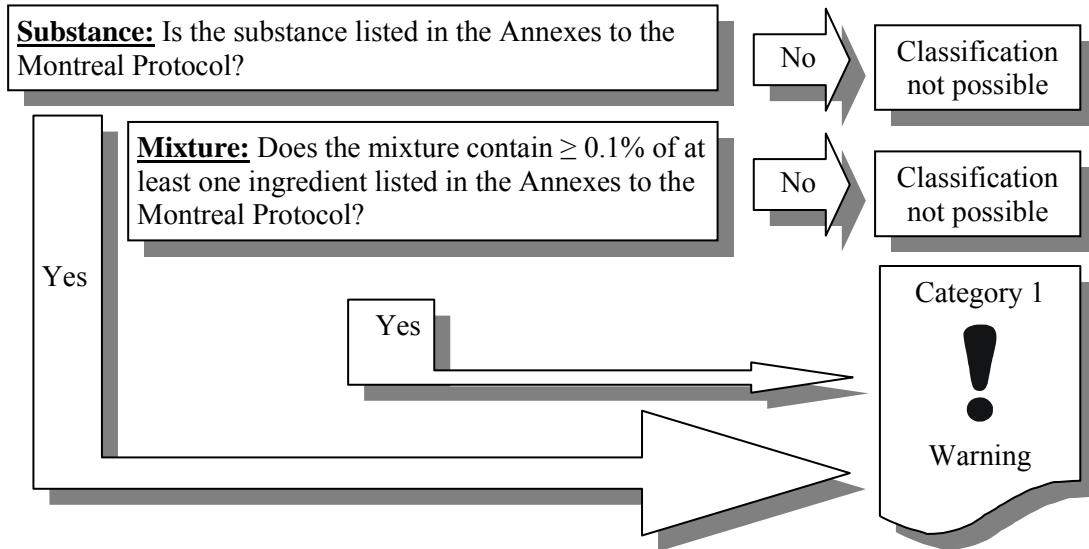 Substance: Is the substance listed in the Annexes to the
Montreal Protocol?
No
Classification
not possible
Mixture: Does the mixture contain ≥ 0.1% of at
least one ingredient listed in the Annexes to the
Montreal Protocol?
No
Classification
not possible
Yes
Yes
Category 1
Warning